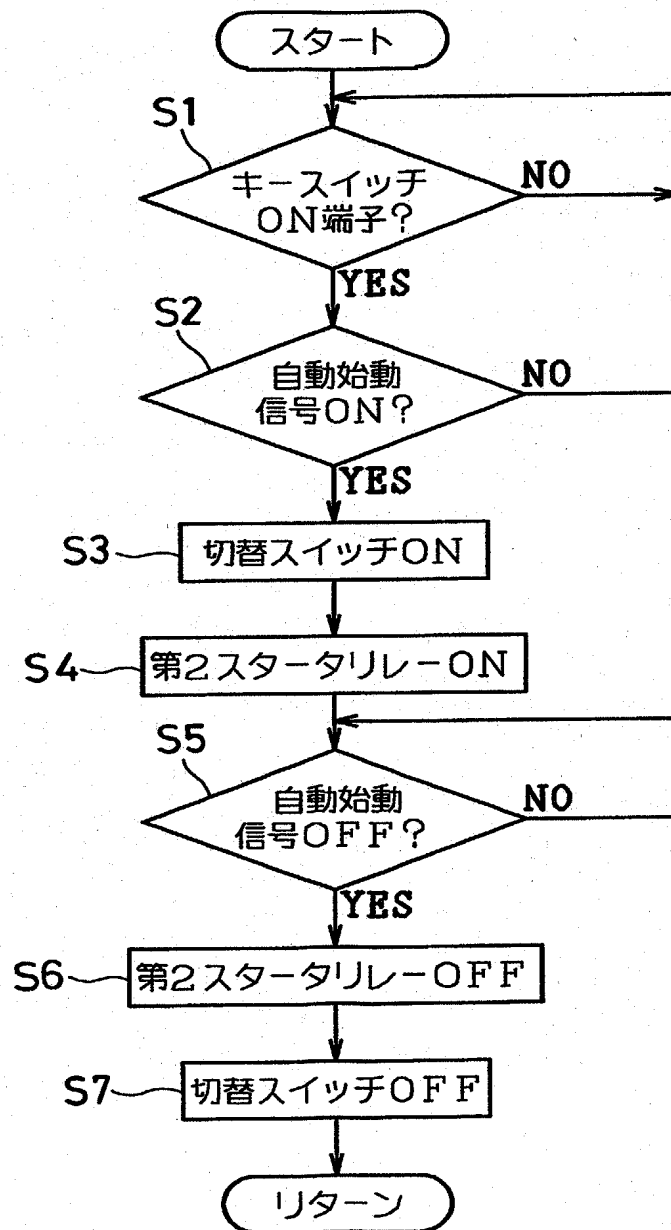 スタート
S1
キースイッチ
ON端子?
NO
YES
S2
自動始動
信号ON?
NO
YES
S3
切替スイッチON
S4
第2スタータリレーON
S5
自動始動
信号OFF?
NO
YES
S6
第2スタータリレーOFF
S7
切替スイッチOFF
リターン